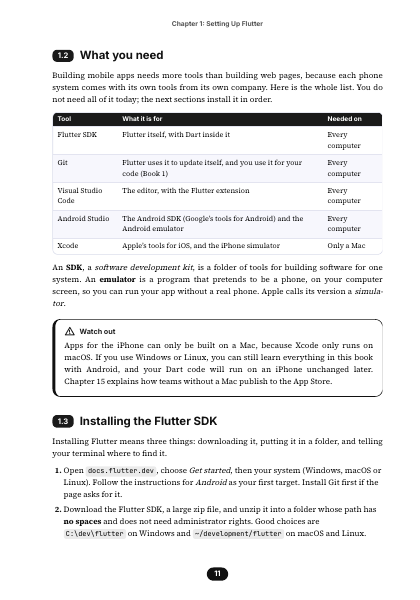 Chapter 1: Setting Up Flutter
1.2 What you need
Building mobile apps needs more tools than building web pages, because each phone
system comes with its own tools from its own company. Here is the whole list. You do
not need all of it today; the next sections install it in order.
Tool What it is for Needed on
Flutter SDK Flutter itself, with Dart inside it Every
computer
Git Flutter uses it to update itself, and you use it for your Every
code (Book 1) computer
Visual Studio The editor, with the Flutter extension Every
Code computer
Android Studio The Android SDK (Google's tools for Android) and the Every
Android emulator computer
Xcode Apple's tools for iOS, and the iPhone simulator Only a Mac
An SDK, a software development kit, is a folder of tools for building software for one
system. An emulator is a program that pretends to be a phone, on your computer
screen, so you can run your app without a real phone. Apple calls its version a simula-
tor.
Watch out
Apps for the iPhone can only be built on a Mac, because Xcode only runs on
macOS. If you use Windows or Linux, you can still learn everything in this book
with Android, and your Dart code will run on an iPhone unchanged later.
Chapter 15 explains how teams without a Mac publish to the App Store.
1.3 Installing the Flutter SDK
Installing Flutter means three things: downloading it, putting it in a folder, and telling
your terminal where to find it.
1. Open docs.flutter.dev, choose Get started, then your system (Windows, macOS or
Linux). Follow the instructions for Android as your first target. Install Git first if the
page asks for it.
2. Download the Flutter SDK, a large zip file, and unzip it into a folder whose path has
no spaces and does not need administrator rights. Good choices are
C:\dev\flutter on Windows and ~/development/flutter on macOS and Linux.
11